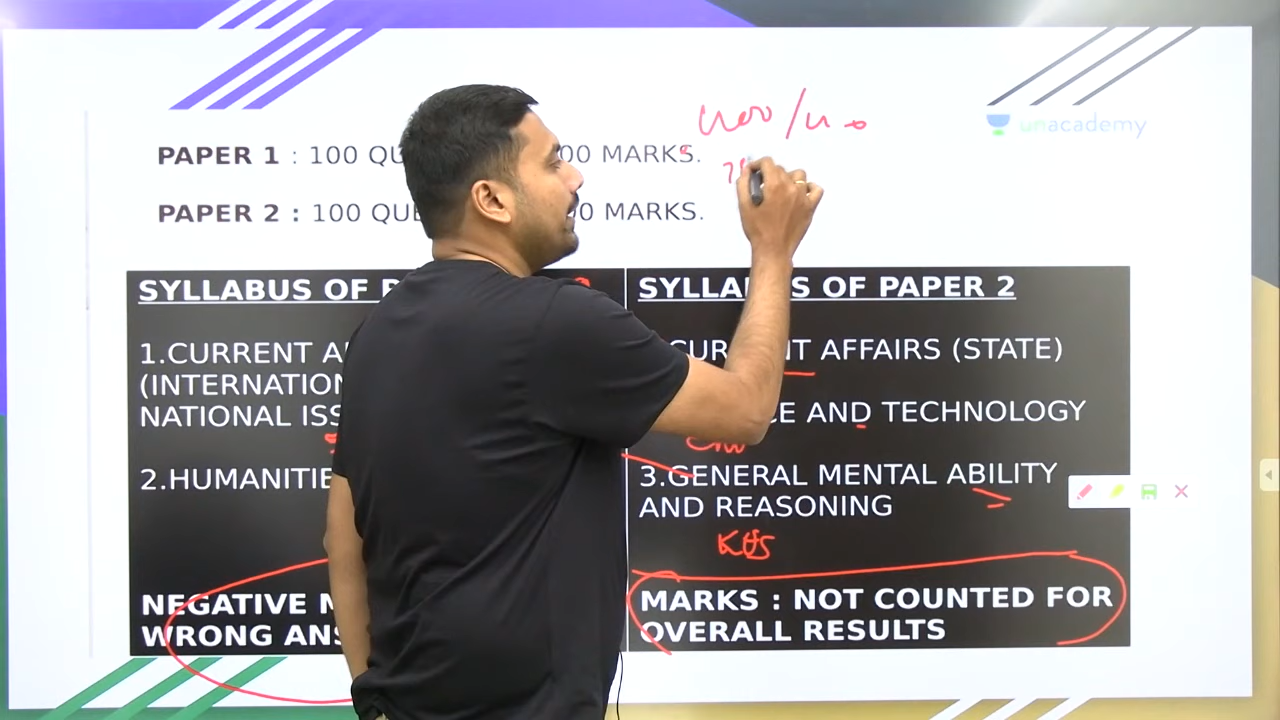 unacademy
PAPER 1 : 100 QU 00 MARKS.
PAPER 2 : 100 QUE 0 MARKS.
SYLLABUS OF P
1.CURRENT A
(INTERNATION
NATIONAL ISS
2.HUMANITIE
NEGATIVE M
WRONG ANS
SYLLA S OF PAPER 2
CUR NT AFFAIRS (STATE)
CE AND TECHNOLOGY
3.GENERAL MENTAL ABILITY
AND REASONING
MARKS : NOT COUNTED FOR
OVERALL RESULTS